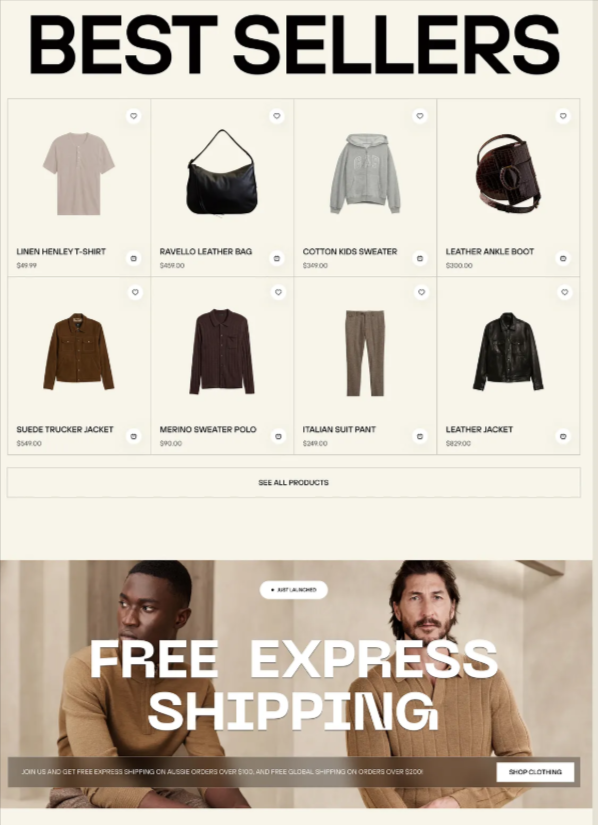 BEST SELLERS
LINEN HENLEY T-SHIRT
$49.99
RAVELLO LEATHER BAG
$459.00
COTTON KIDS SWEATER
$349.00
LEATHER ANKLE BOOT
$300.00
SUEDE TRUCKER JACKET
$549.00
MERINO SWEATER POLO
$90.00
ITALIAN SUIT PANT
$249.00
LEATHER JACKET
$829.00
SEE ALL PRODUCTS
JUST LAUNCHED
FREE EXPRESS
SHIPPING
JOIN US AND GET FREE EXPRESS SHIPPING ON AUSSIE ORDERS OVER $100, AND FREE GLOBAL SHIPPING ON ORDERS OVER $200!
SHOP CLOTHING